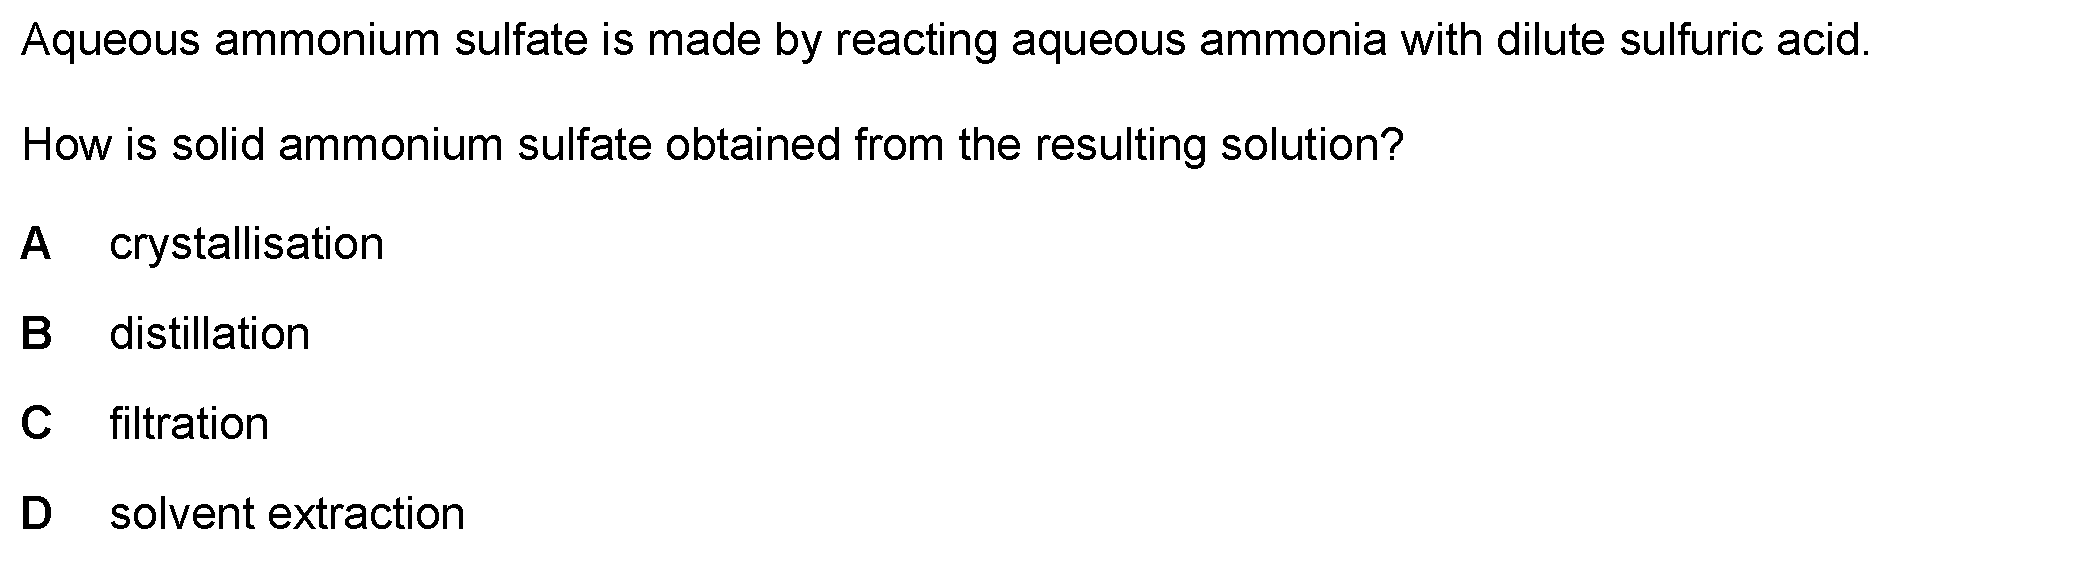 Aqueous ammonium sulfate is made by reacting aqueous ammonia with dilute sulfuric acid.
How is solid ammonium sulfate obtained from the resulting solution?
A crystallisation
B distillation
C filtration
D solvent extraction